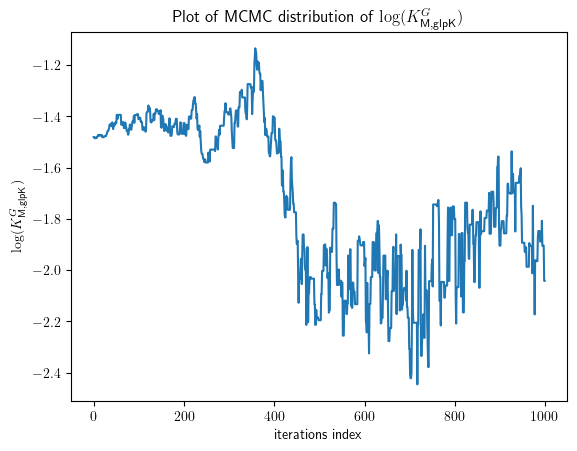 Plot of MCMC distribution of log(K^G_M,glpK)
log(K^G_M,glpK)
−1.2
−1.4
−1.6
−1.8
−2.0
−2.2
−2.4
0 200 400 600 800 1000
iterations index